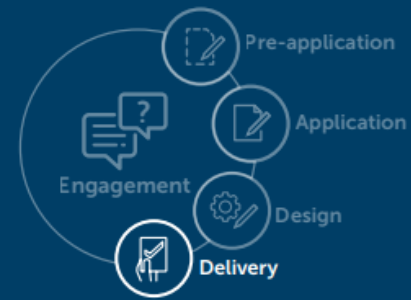 Pre-application
Application
Engagement
Design
Delivery